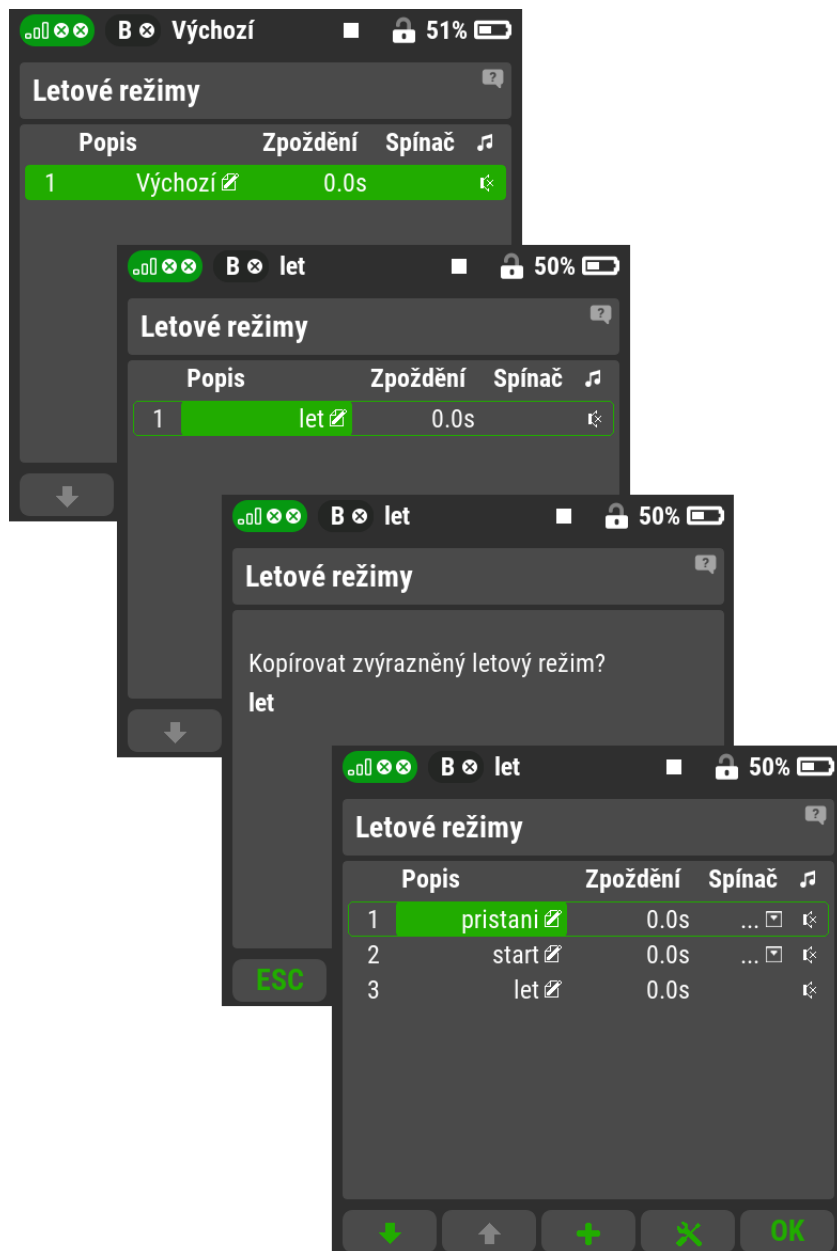 B Výchozí 51%
Letové režimy ?
Popis Zpoždění Spínač
1 Výchozí 0.0s
B let 50%
Letové režimy ?
Popis Zpoždění Spínač
1 let 0.0s
B let 50%
Letové režimy ?
Kopírovat zvýrazněný letový režim?
let
ESC
B let 50%
Letové režimy ?
Popis Zpoždění Spínač
1 pristani 0.0s ...
2 start 0.0s ...
3 let 0.0s
OK